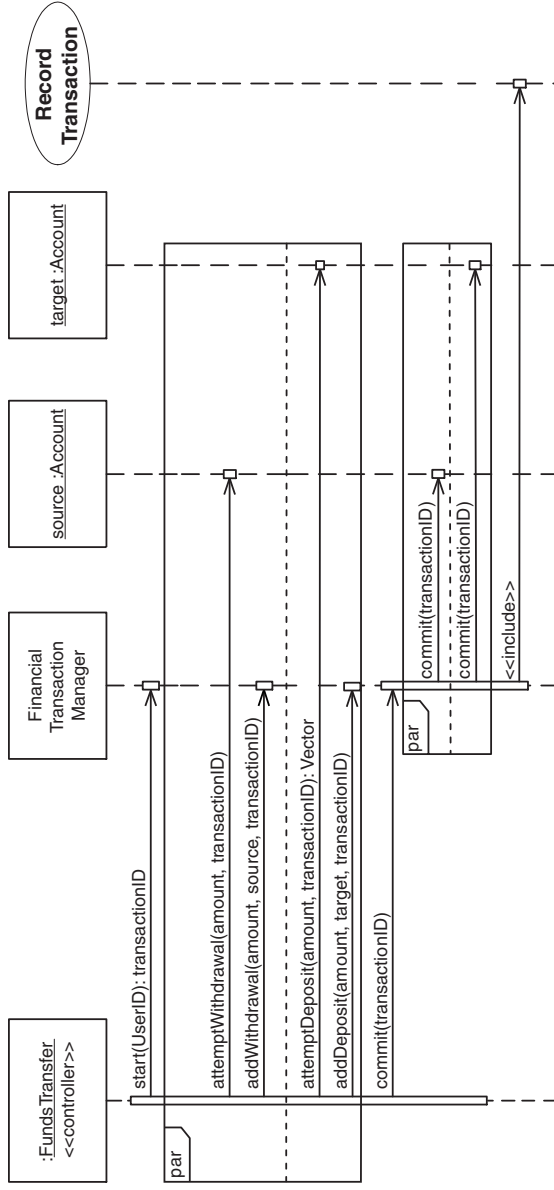 :FundsTransfer
<<controller>>
Financial
Transaction
Manager
source :Account
target :Account
Record
Transaction
start(UserID): transactionID
par
attemptWithdrawal(amount, transactionID)
addWithdrawal(amount, source, transactionID)
attemptDeposit(amount, transactionID): Vector
addDeposit(amount, target, transactionID)
commit(transactionID)
par
commit(transactionID)
commit(transactionID)
<<include>>